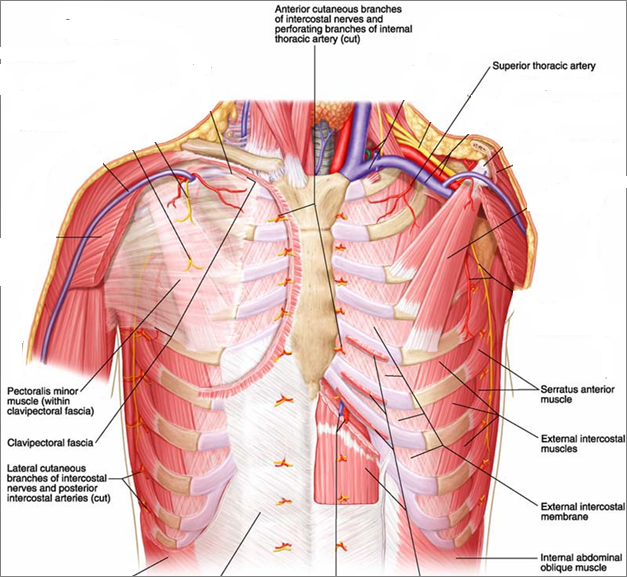 Anterior cutaneous branches
of intercostal nerves and
perforating branches of internal
thoracic artery (cut)
Superior thoracic artery
Pectoralis minor
muscle (within
clavipectoral fascia)
Clavipectoral fascia
Lateral cutaneous
branches of intercostal
nerves and posterior
intercostal arteries (cut)
Serratus anterior
muscle
External intercostal
muscles
External intercostal
membrane
Internal abdominal
oblique muscle